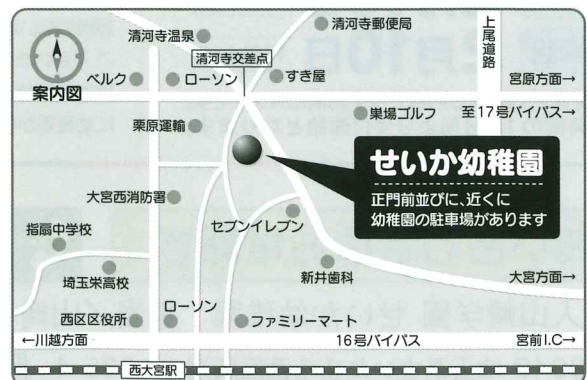 清河寺郵便局
清河寺温泉
清河寺交差点
上尾道路
案内図
ベルク
ローソン
すき屋
宮原方面→
栗原運輸
巣場ゴルフ
至17号バイパス→
せいか幼稚園
正門前並びに、近くに
幼稚園の駐車場があります
大宮西消防署
セブンイレブン
指扇中学校
埼玉栄高校
新井歯科
大宮方面→
西区区役所
ローソン
ファミリーマート
←川越方面
16号バイパス
宮前I.C→
西大宮駅